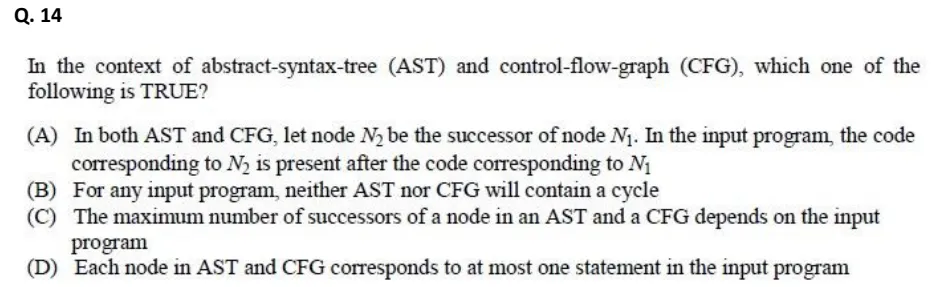 Q. 14
In the context of abstract-syntax-tree (AST) and control-flow-graph (CFG), which one of the
following is TRUE?
(A) In both AST and CFG, let node N₂ be the successor of node N₁. In the input program, the code
corresponding to N₂ is present after the code corresponding to N₁
(B) For any input program, neither AST nor CFG will contain a cycle
(C) The maximum number of successors of a node in an AST and a CFG depends on the input
program
(D) Each node in AST and CFG corresponds to at most one statement in the input program